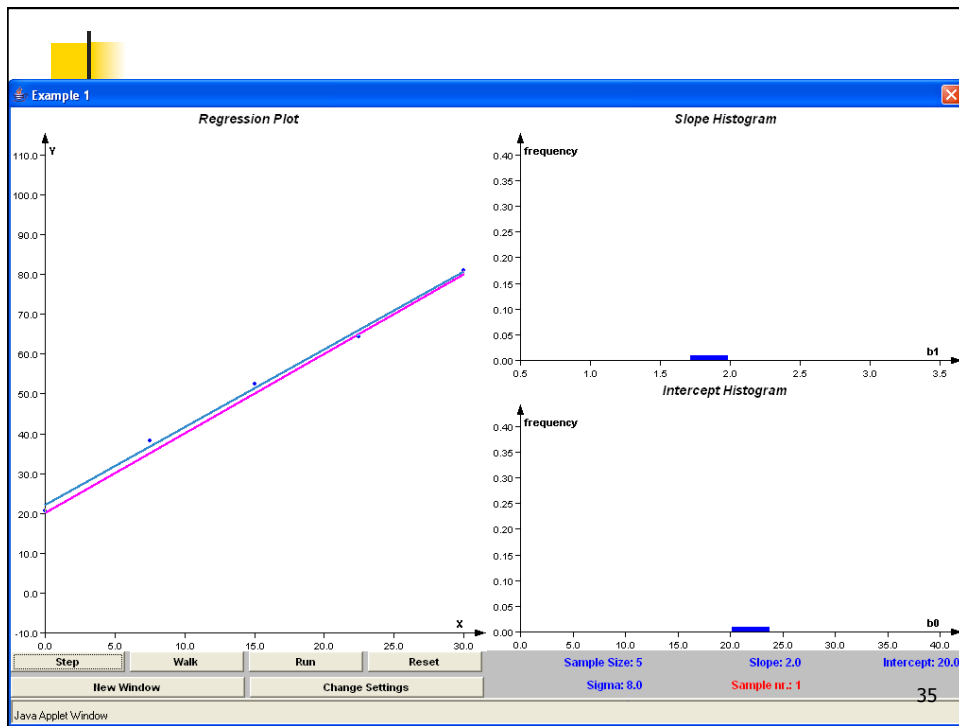 Example 1
Regression Plot
Y
110.0
100.0
90.0
80.0
70.0
60.0
50.0
40.0
30.0
20.0
10.0
0.0
-10.0
0.0 5.0 10.0 15.0 20.0 25.0 30.0
X
Slope Histogram
frequency
0.40
0.35
0.30
0.25
0.20
0.15
0.10
0.05
0.00
b1
0.5 1.0 1.5 2.0 2.5 3.0 3.5
Intercept Histogram
frequency
0.40
0.35
0.30
0.25
0.20
0.15
0.10
0.05
0.00
b0
0.0 5.0 10.0 15.0 20.0 25.0 30.0 35.0 40.0
Step Walk Run Reset
New Window Change Settings
Sample Size: 5 Slope: 2.0 Intercept: 20.0
Sigma: 8.0 Sample nr.: 1
35
Java Applet Window